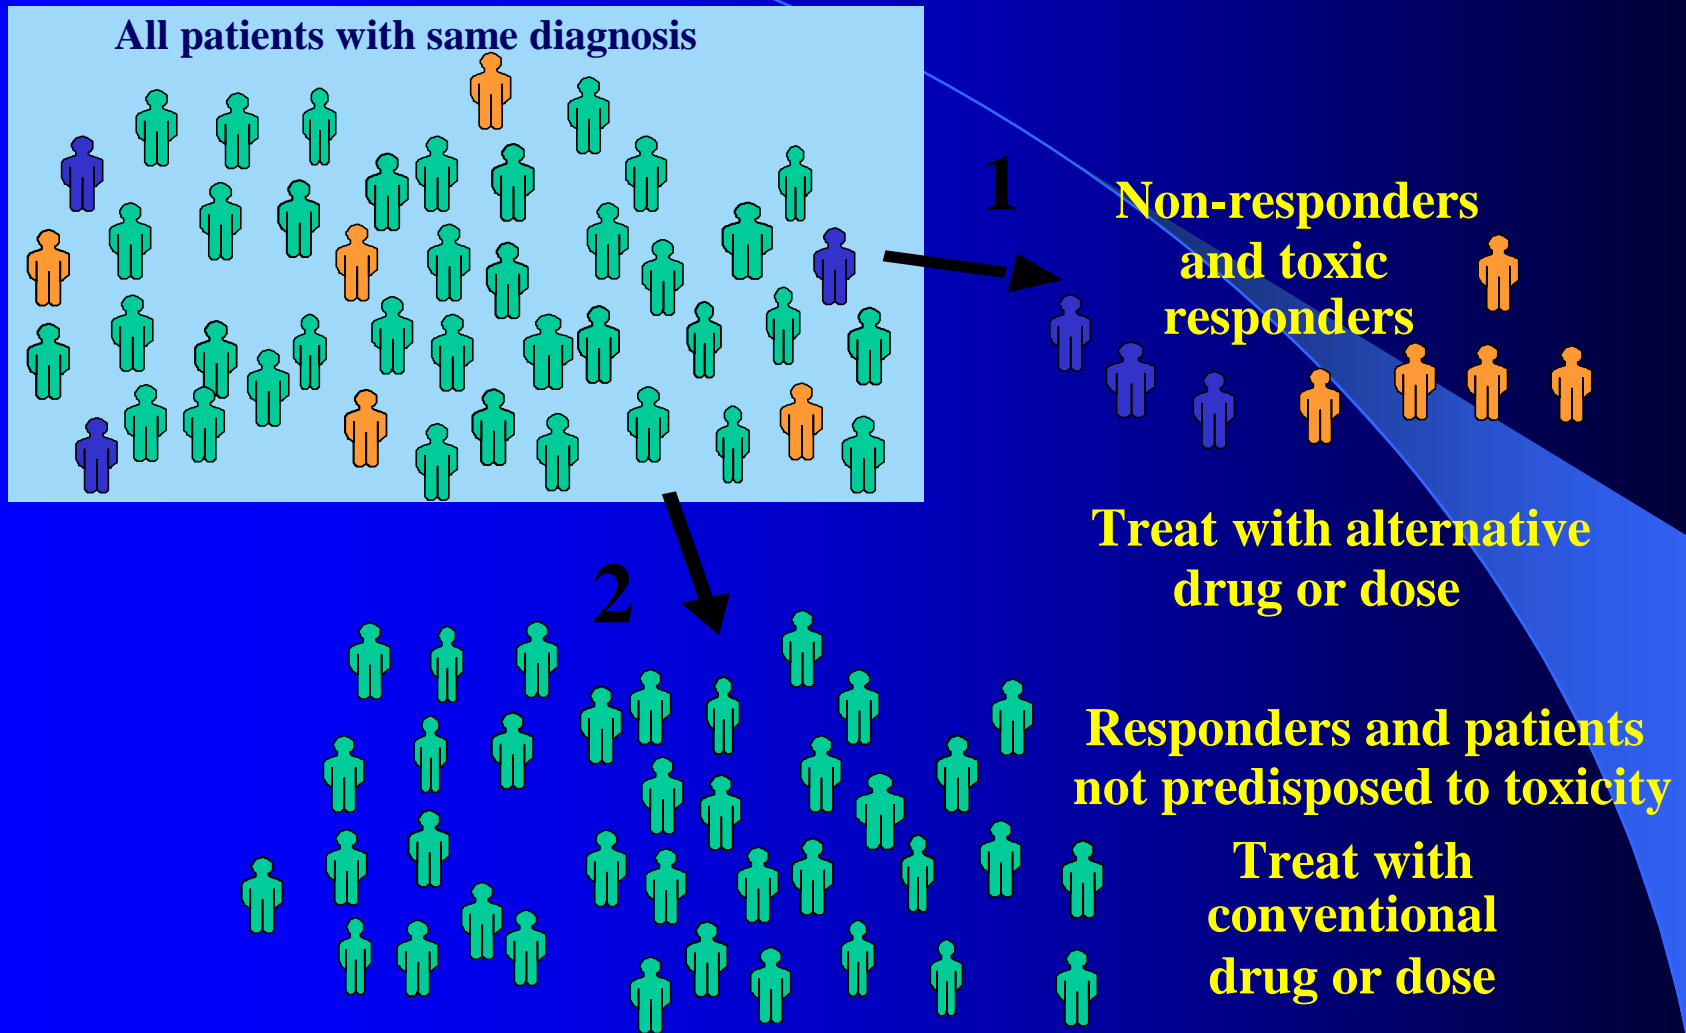 All patients with same diagnosis
1
Non-responders
and toxic
responders
Treat with alternative
drug or dose
2
Responders and patients
not predisposed to toxicity
Treat with
conventional
drug or dose